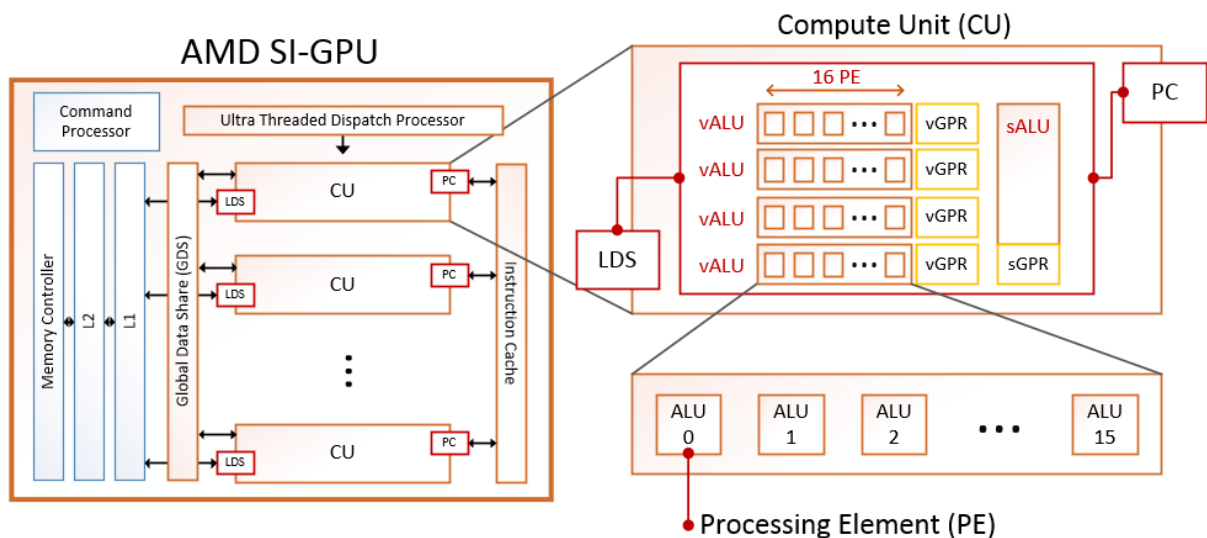 AMD SI-GPU
Command
Processor
Ultra Threaded Dispatch Processor
Memory Controller
L2
L1
Global Data Share (GDS)
CU
PC
LDS
CU
PC
LDS
CU
PC
LDS
Instruction Cache
Compute Unit (CU)
16 PE
vALU
vGPR
vALU
vGPR
vALU
vGPR
vALU
vGPR
sALU
sGPR
PC
LDS
ALU
0
ALU
1
ALU
2
ALU
15
Processing Element (PE)